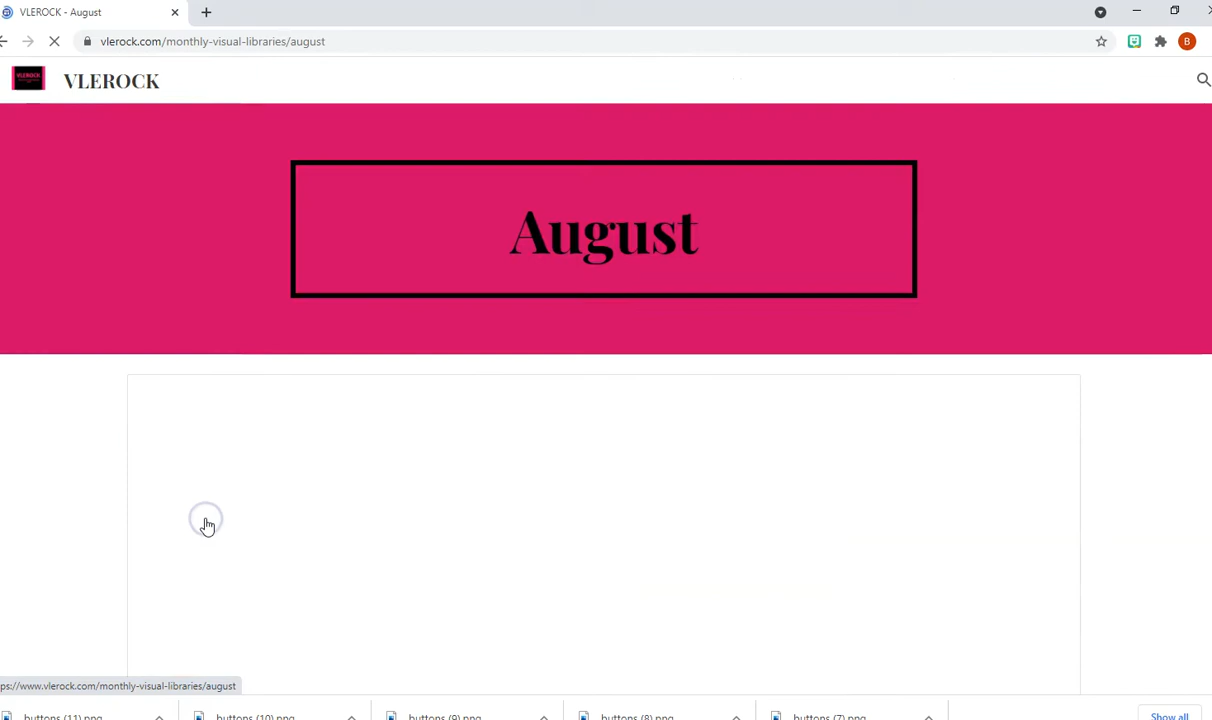 VLEROCK - August
vlerock.com/monthly-visual-libraries/august
B
VLEROCK
VLEROCK
August
ps://www.vlerock.com/monthly-visual-libraries/august
buttons (11).png
buttons (10).png
buttons (9).png
buttons (8).png
buttons (7).png
Show all